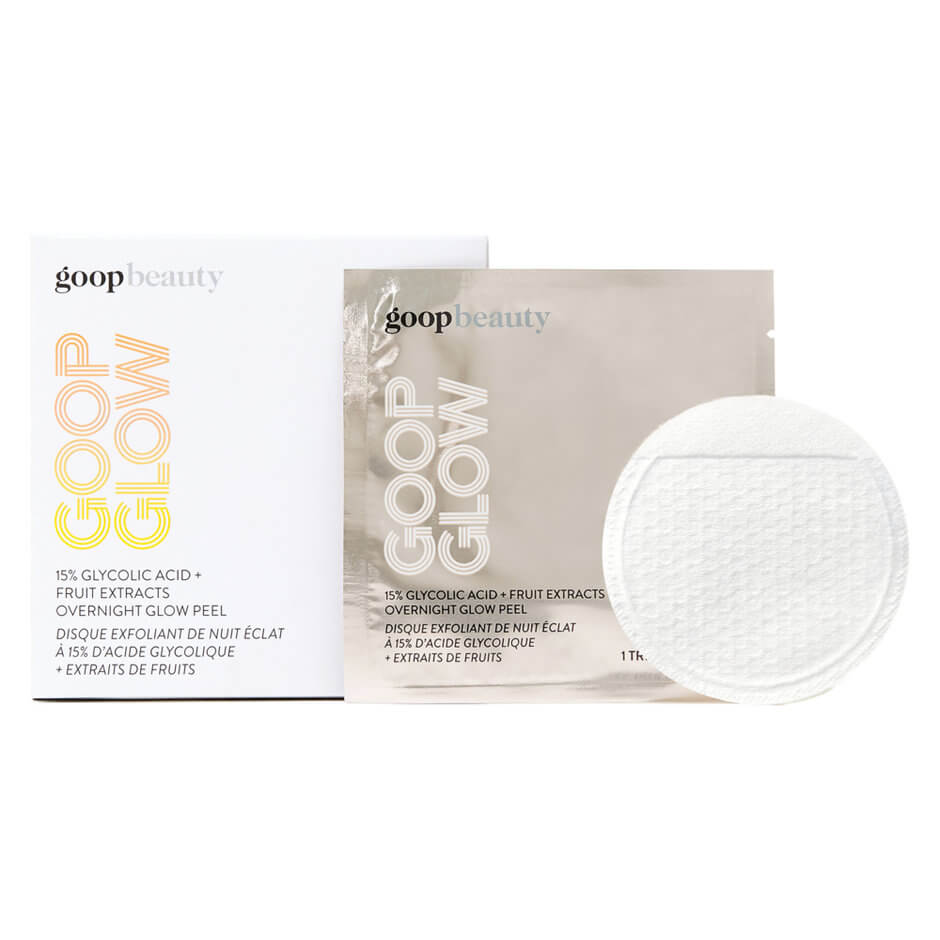 goopbeauty
GOOP
GLOW
15% GLYCOLIC ACID +
FRUIT EXTRACTS
OVERNIGHT GLOW PEEL
DISQUE EXFOLIANT DE NUIT ÉCLAT
À 15% D'ACIDE GLYCOLIQUE
+ EXTRAITS DE FRUITS
goopbeauty
GOOP
GLOW
15% GLYCOLIC ACID + FRUIT EXTRACTS
OVERNIGHT GLOW PEEL
DISQUE EXFOLIANT DE NUIT ÉCLAT
À 15% D'ACIDE GLYCOLIQUE
+ EXTRAITS DE FRUITS
1 TR